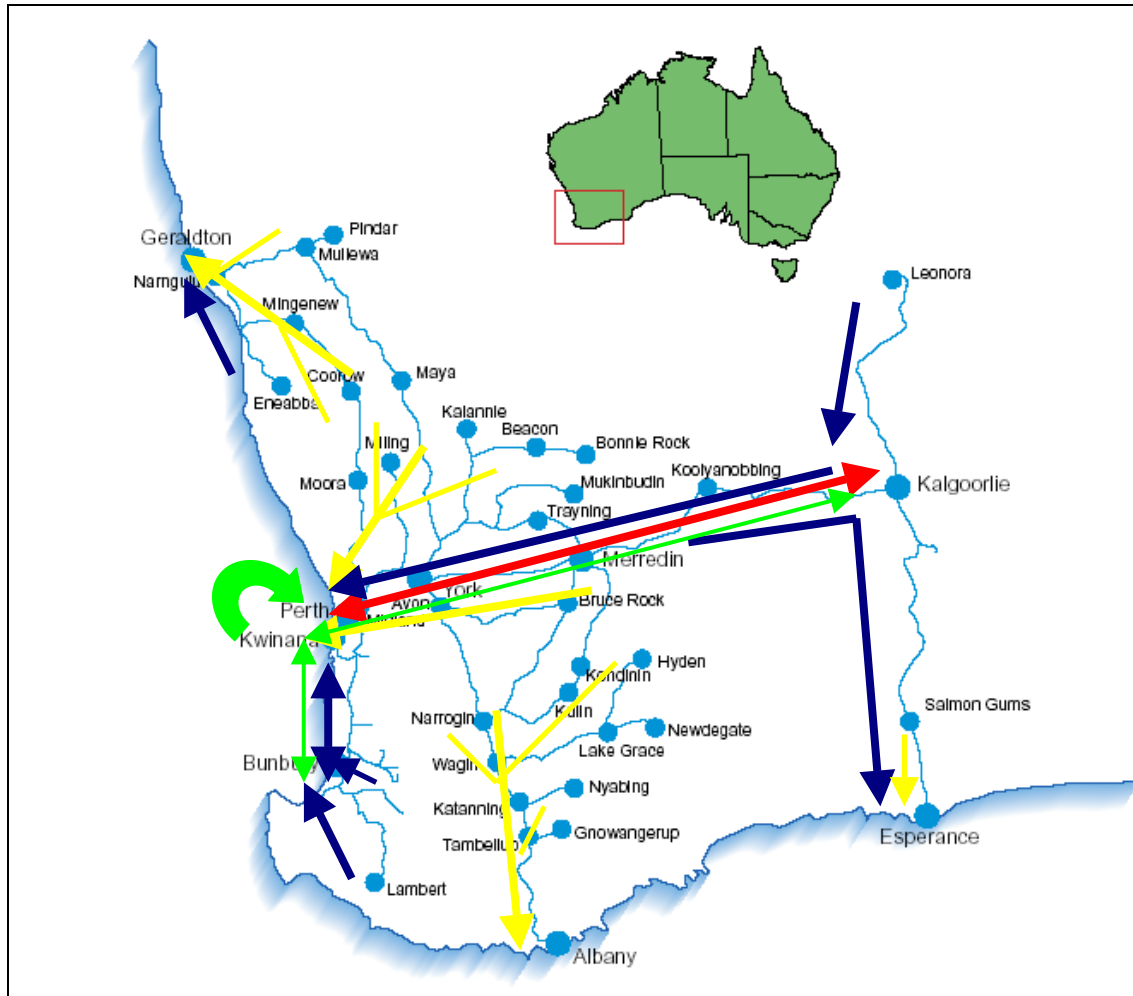 Pindar
Geraldton
Mullewa
Leonora
Narngulu
Mingenew
Coorow
Maya
Eneabba
Kalannie
Beacon
Bonnie Rock
Miling
Koolyanobbing
Moora
Mukinbudin
Kalgoorlie
Trayning
Merredin
York
Avon
Bruce Rock
Perth
Midland
Kwinana
Hyden
Kondinin
Kulin
Salmon Gums
Narrogin
Newdegate
Lake Grace
Bunbury
Wagin
Nyabing
Katanning
Gnowangerup
Tambellup
Esperance
Lambert
Albany